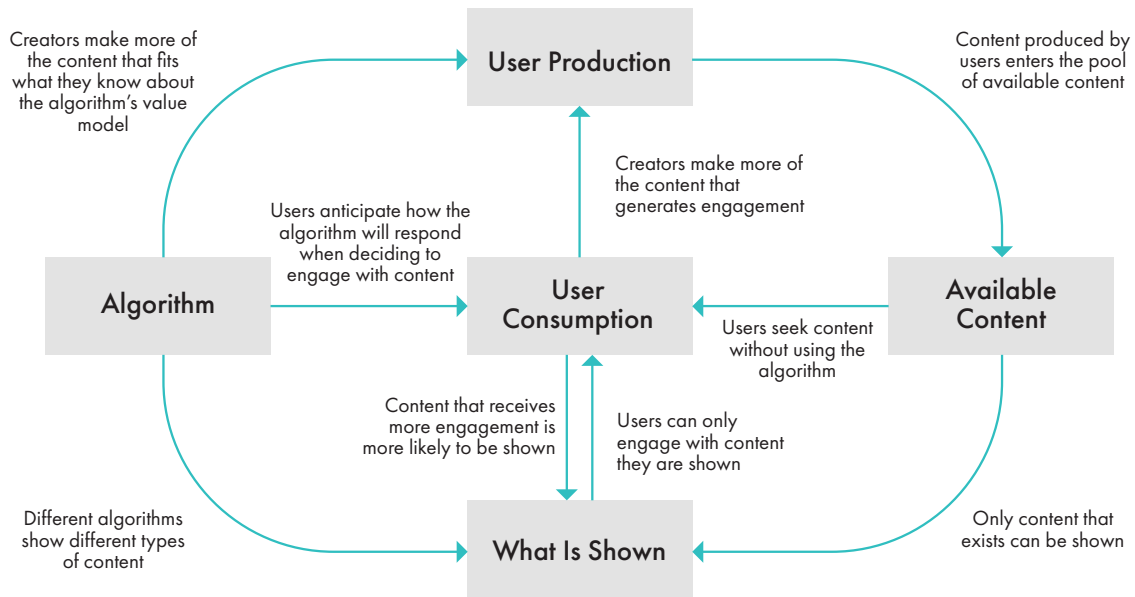 Creators make more of
the content that fits
what they know about
the algorithm's value
model
User Production
Content produced by
users enters the pool
of available content
Creators make more of
the content that
generates engagement
Users anticipate how the
algorithm will respond
when deciding to
engage with content
Algorithm
User
Consumption
Available
Content
Users seek content
without using the
algorithm
Content that receives
more engagement is
more likely to be shown
Users can only
engage with content
they are shown
Different algorithms
show different types
of content
What Is Shown
Only content that
exists can be shown